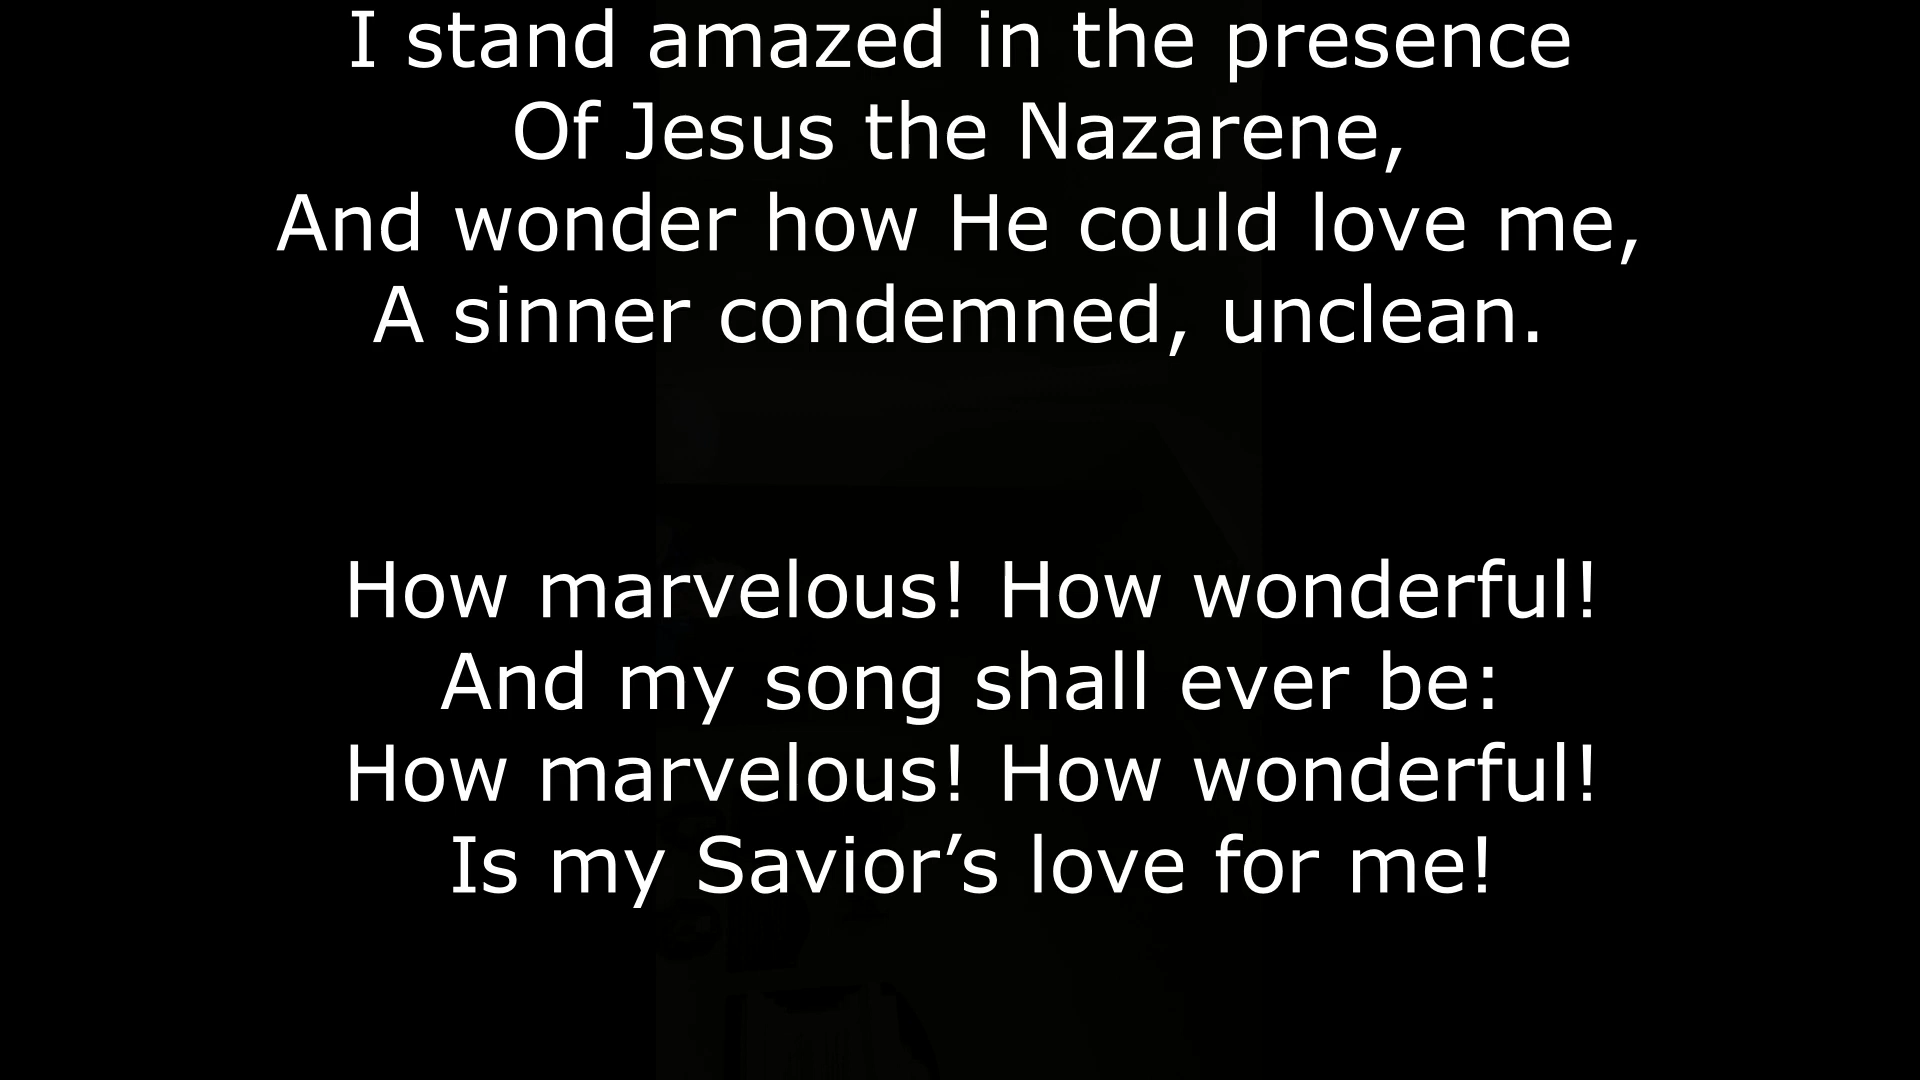 I stand amazed in the presence
Of Jesus the Nazarene,
And wonder how He could love me,
A sinner condemned, unclean.
How marvelous! How wonderful!
And my song shall ever be:
How marvelous! How wonderful!
Is my Savior’s love for me!